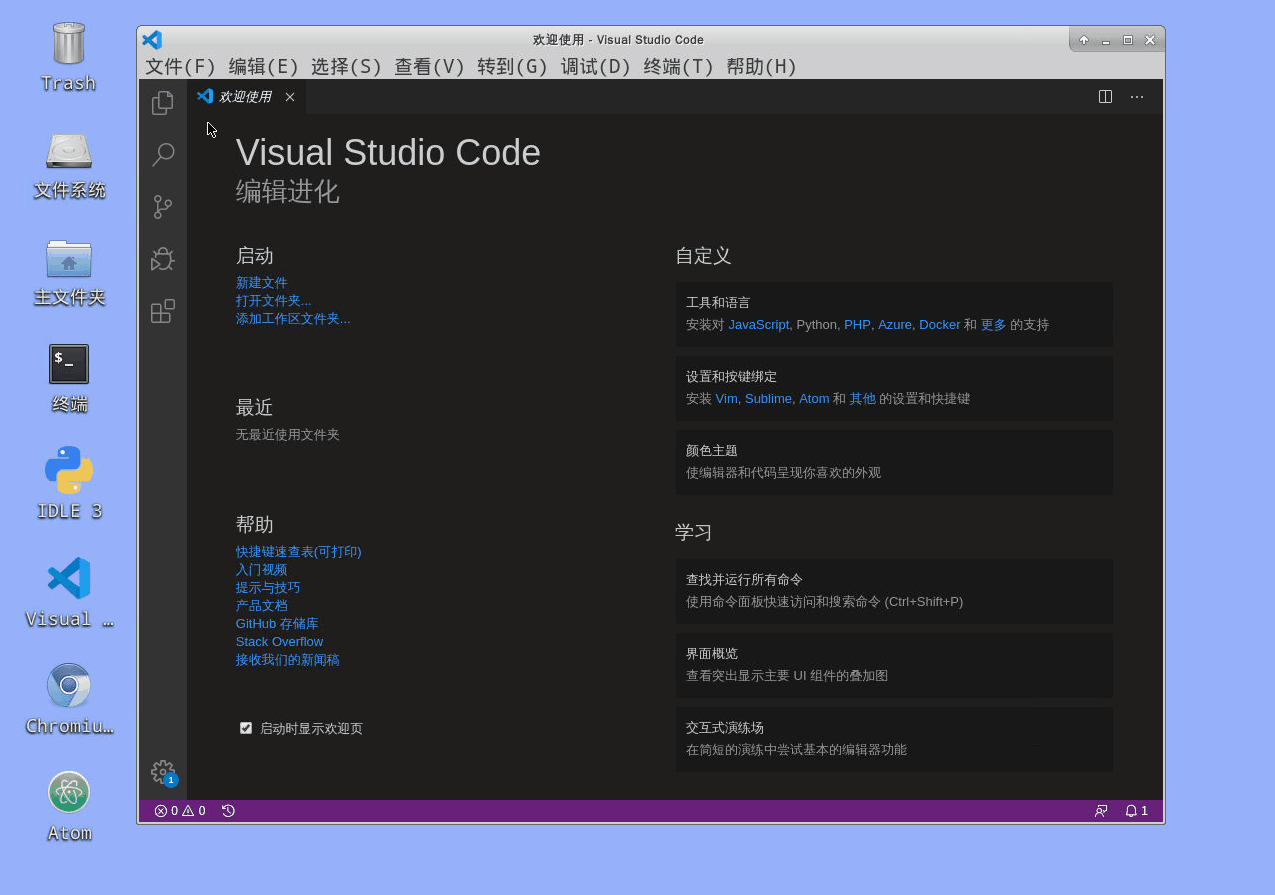 Trash
文件系统
主文件夹
终端
IDLE 3
Visual …
Chromiu…
Atom
欢迎使用 - Visual Studio Code
文件(F) 编辑(E) 选择(S) 查看(V) 转到(G) 调试(D) 终端(T) 帮助(H)
欢迎使用
Visual Studio Code
编辑进化
启动
新建文件
打开文件夹...
添加工作区文件夹...
最近
无最近使用文件夹
帮助
快捷键速查表(可打印)
入门视频
提示与技巧
产品文档
GitHub 存储库
Stack Overflow
接收我们的新闻稿
启动时显示欢迎页
自定义
工具和语言
安装对 JavaScript, Python, PHP, Azure, Docker 和 更多 的支持
设置和按键绑定
安装 Vim, Sublime, Atom 和 其他 的设置和快捷键
颜色主题
使编辑器和代码呈现你喜欢的外观
学习
查找并运行所有命令
使用命令面板快速访问和搜索命令 (Ctrl+Shift+P)
界面概览
查看突出显示主要 UI 组件的叠加图
交互式演练场
在简短的演练中尝试基本的编辑器功能
1
0 0
1
$_